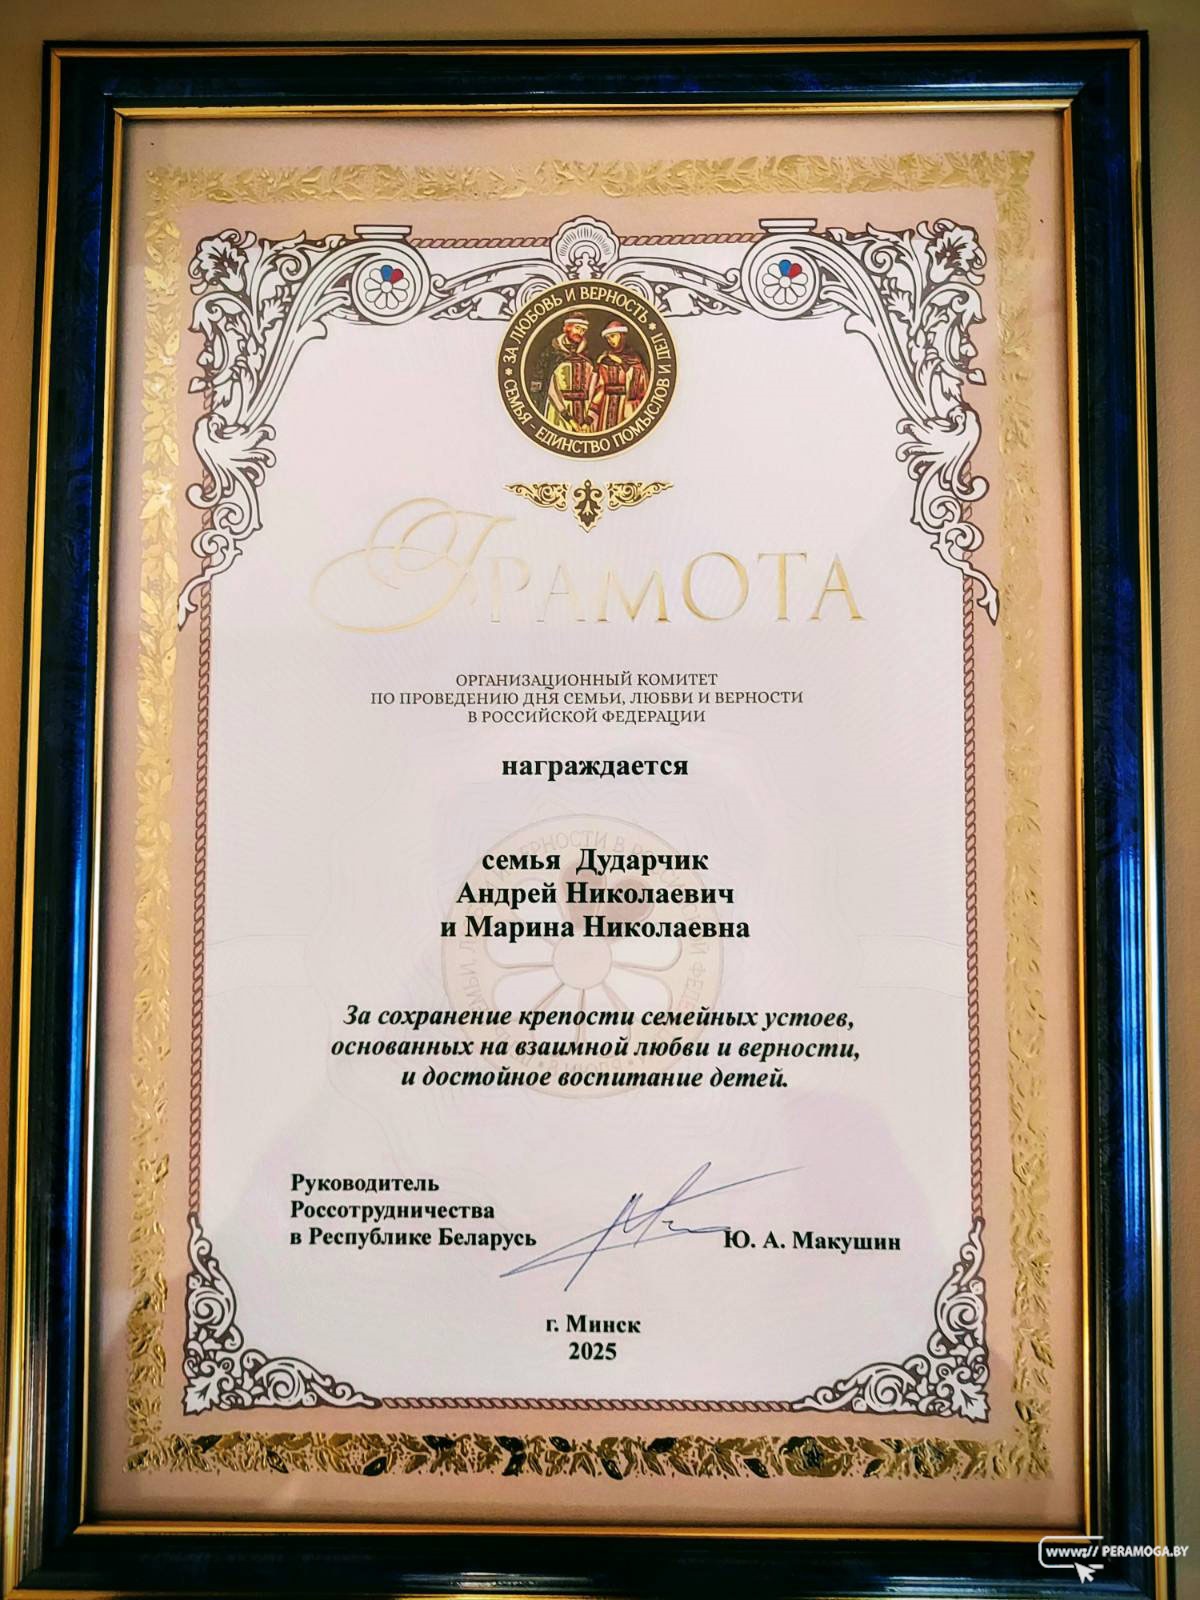 * ЗА ЛЮБОВЬ И ВЕРНОСТЬ *
СЕМЬЯ - ЕДИНСТВО ПОМЫСЛОВ И ДЕЛ
ГРАМОТА
ОРГАНИЗАЦИОННЫЙ КОМИТЕТ
ПО ПРОВЕДЕНИЮ ДНЯ СЕМЬИ, ЛЮБВИ И ВЕРНОСТИ
В РОССИЙСКОЙ ФЕДЕРАЦИИ
награждается
семья Дударчик
Андрей Николаевич
и Марина Николаевна
За сохранение крепости семейных устоев,
основанных на взаимной любви и верности,
и достойное воспитание детей.
Руководитель
Россотрудничества
в Республике Беларусь
Ю. А. Макушин
г. Минск
2025
www:// PERAMOGA.BY